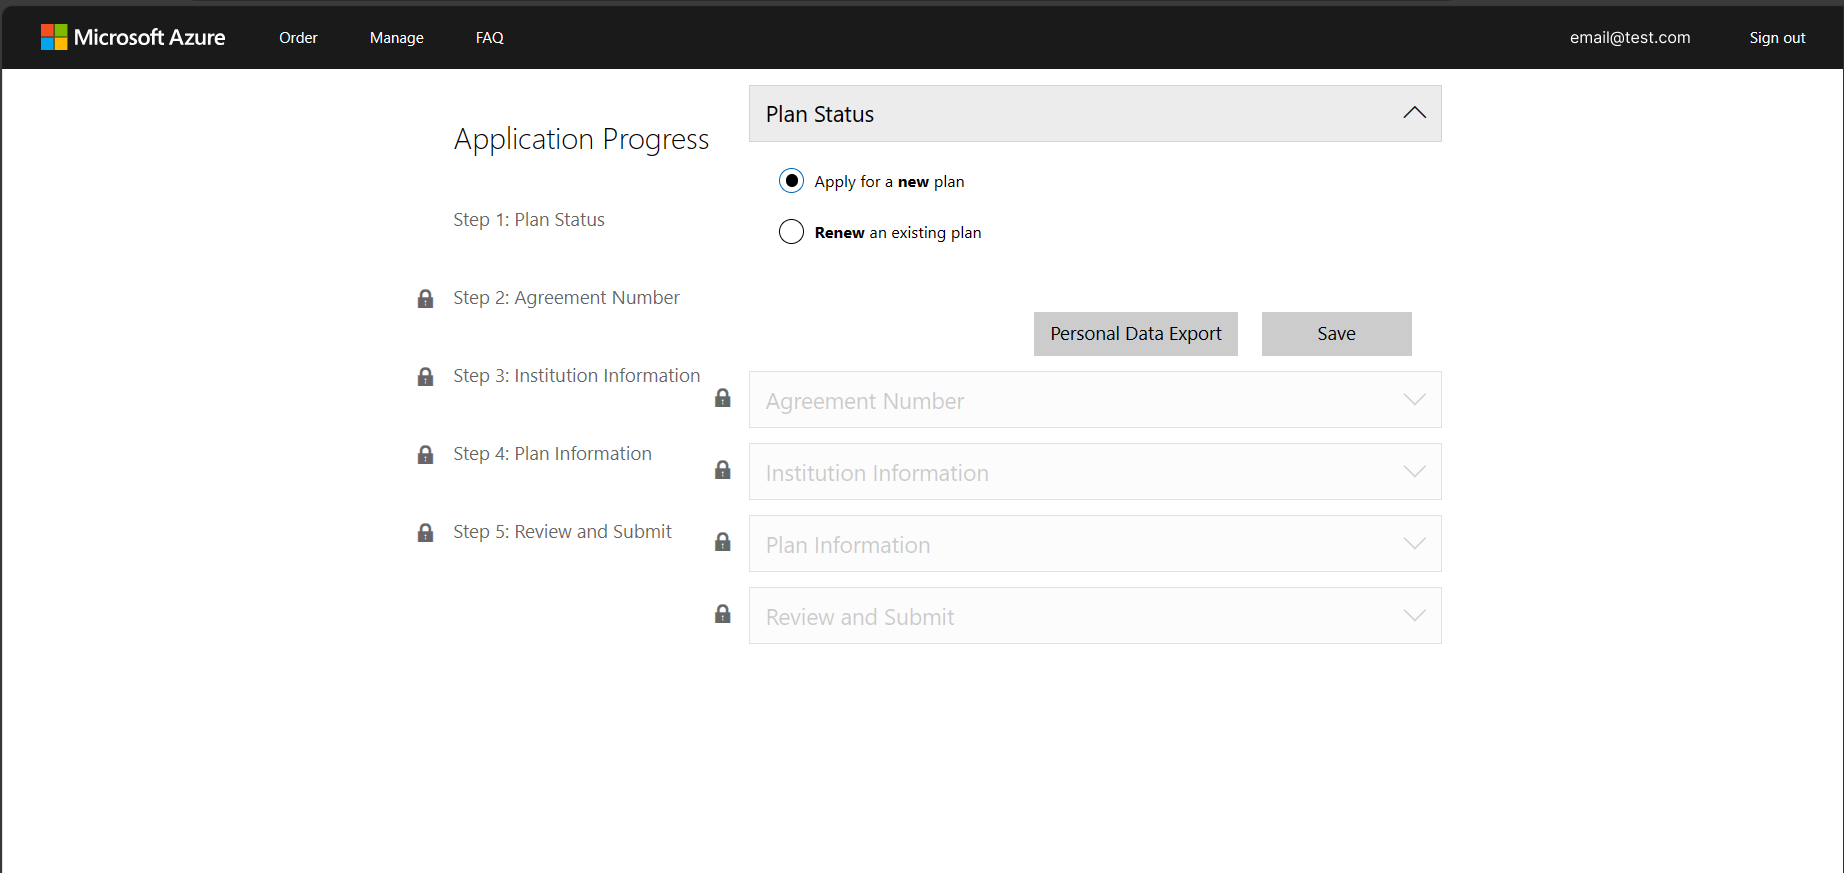 Microsoft Azure
Order
Manage
FAQ
email@test.com
Sign out
Application Progress
Step 1: Plan Status
Step 2: Agreement Number
Step 3: Institution Information
Step 4: Plan Information
Step 5: Review and Submit
Plan Status
Apply for a new plan
Renew an existing plan
Personal Data Export
Save
Agreement Number
Institution Information
Plan Information
Review and Submit